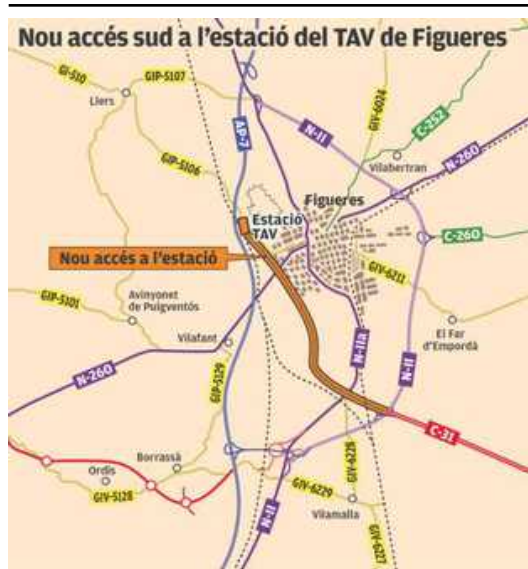 Nou accés sud a l'estació del TAV de Figueres
GI-510
GIP-5107
Llers
GIV-6024
AP-7
N-II
C-252
GIP-5106
Vilabertran
N-260
Figueres
Estació
TAV
C-260
Nou accés a l'estació
GIV-6211
GIP-5101
Avinyonet
de Puigventós
El Far
d'Empordà
Vilafant
N-IIa
N-II
N-260
GIP-5129
C-31
Borrassà
GIV-6228
Ordis
GIV-5128
GIV-6229
N-II
Vilamalla
GIV-6227